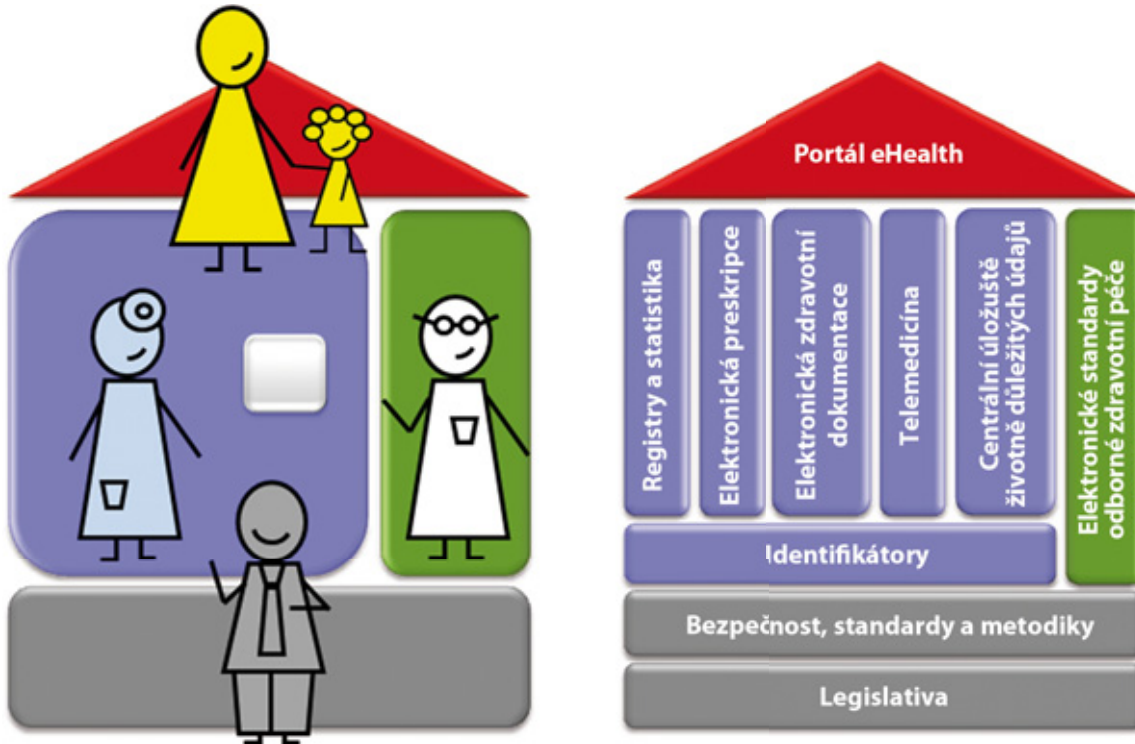 Portál eHealth
Registry a statistika
Elektronická preskripce
Elektronická zdravotní
dokumentace
Telemedicína
Centrální úložuště
životně důležitých údajů
Elektronické standardy
odborné zdravotní péče
Identifikátory
Bezpečnost, standardy a metodiky
Legislativa